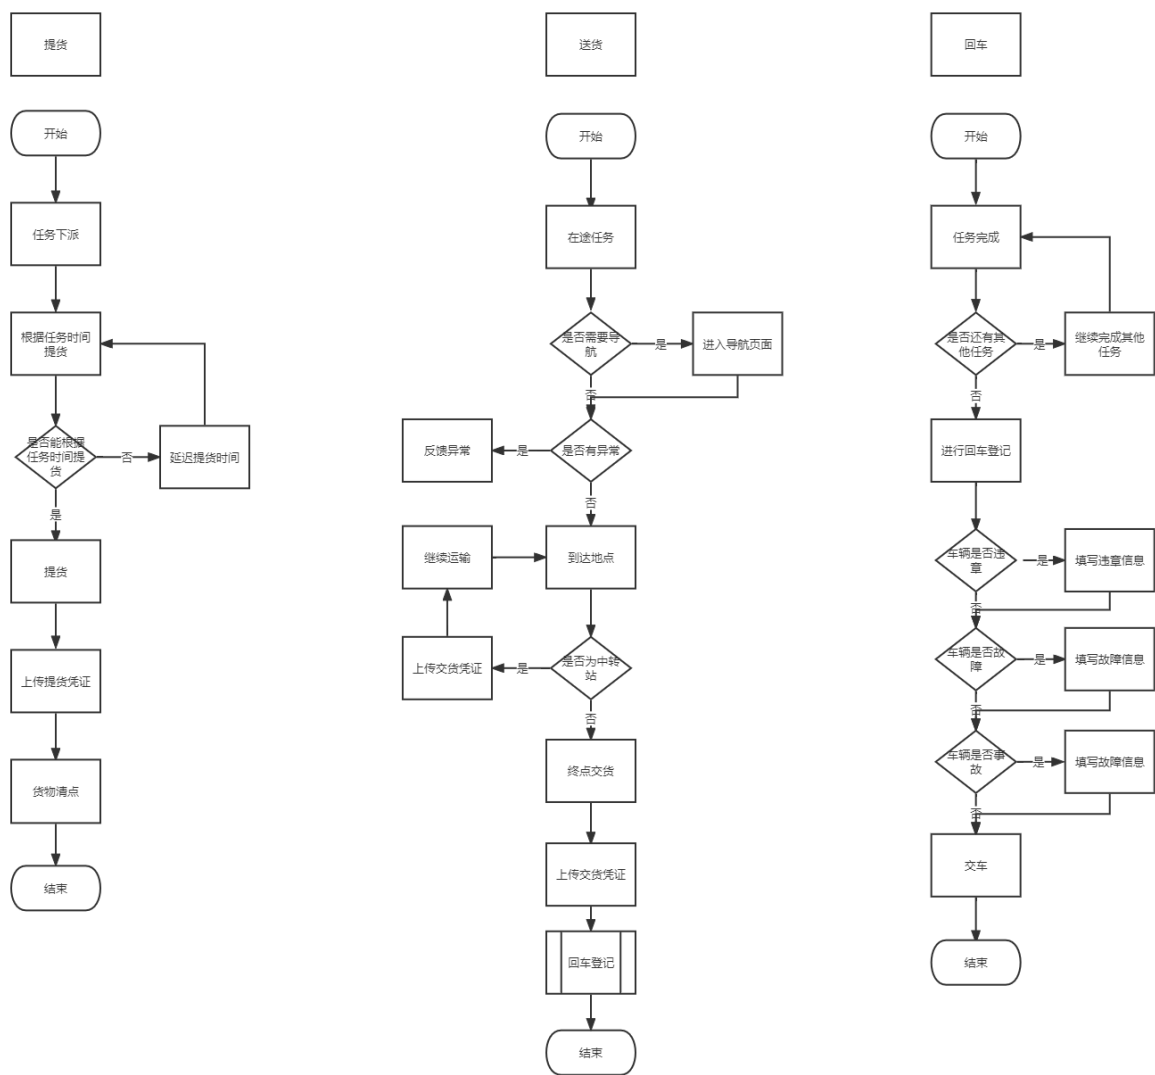 提货
开始
任务下派
根据任务时间
提货
是否能根据
任务时间提
货
否
延迟提货时间
是
提货
上传提货凭证
货物清点
结束
送货
开始
在途任务
是否需要导
航
是
进入导航页面
否
是否有异常
是
反馈异常
否
继续运输
到达地点
上传交货凭证
是
是否为中转
站
否
终点交货
上传交货凭证
回车登记
结束
回车
开始
任务完成
是否还有其
他任务
是
继续完成其他
任务
否
进行回车登记
车辆是否违
章
是
填写违章信息
否
车辆是否故
障
是
填写故障信息
否
车辆是否事
故
是
填写故障信息
否
交车
结束